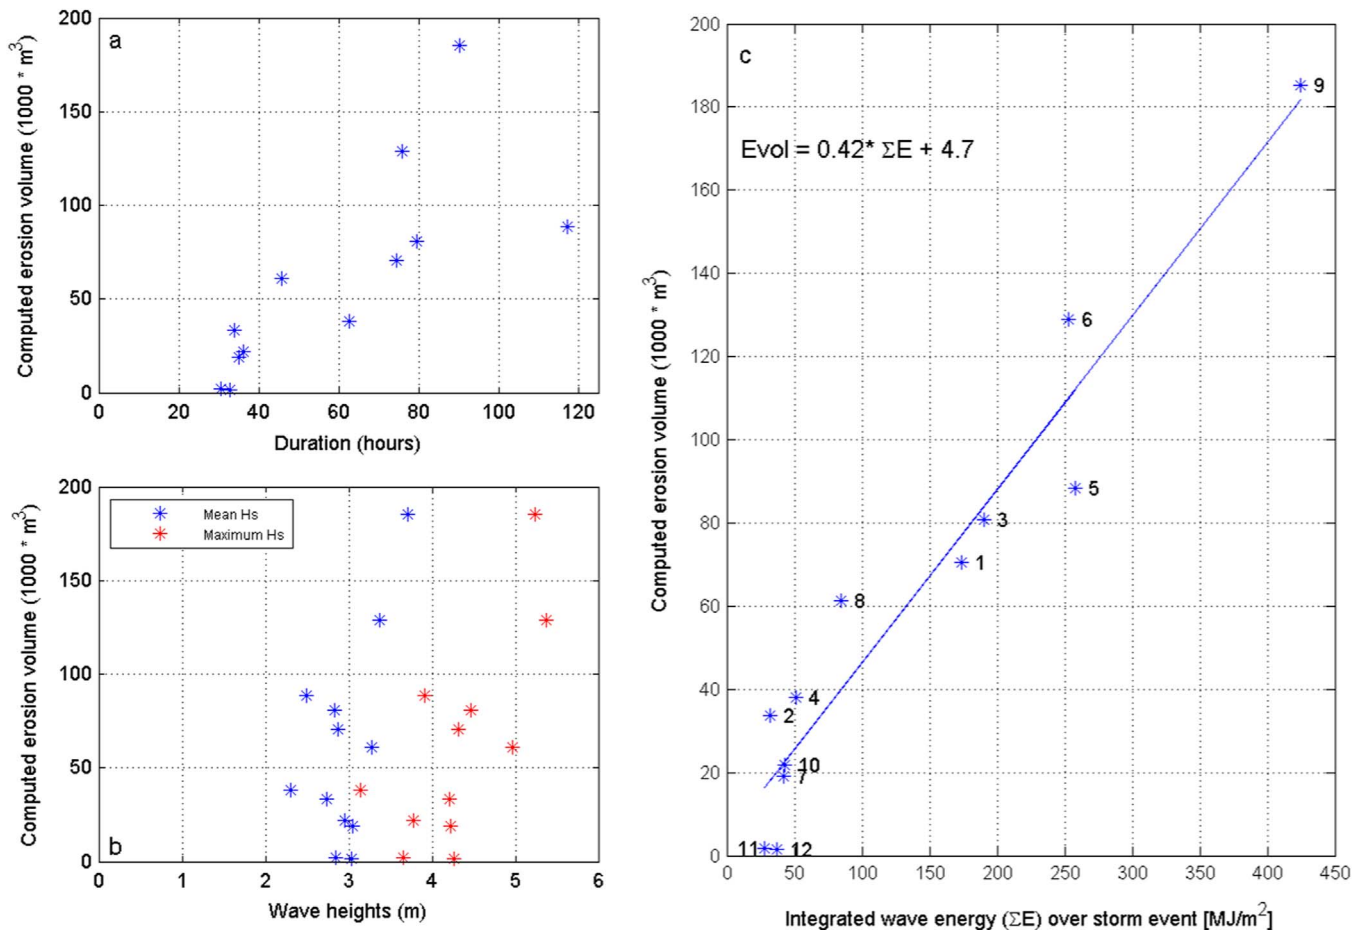 a
200
150
100
50
0
0 20 40 60 80 100 120
Duration (hours)
Computed erosion volume (1000 * m³)
b
Mean Hs
Maximum Hs
200
150
100
50
0
0 1 2 3 4 5 6
Wave heights (m)
Computed erosion volume (1000 * m³)
c
Evol = 0.42* ΣE + 4.7
200
180
160
140
120
100
80
60
40
20
0
9
6
5
3
1
8
4
2
10
7
11
12
0 50 100 150 200 250 300 350 400 450
Integrated wave energy (ΣE) over storm event [MJ/m²]
Computed erosion volume (1000 * m³)